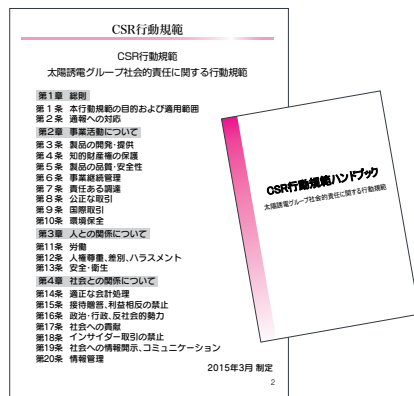 CSR行動規範
CSR行動規範
太陽誘電グループ社会的責任に関する行動規範
第1章 総則
第1条 本行動規範の目的および適用範囲
第2条 通報への対応
第2章 事業活動について
第3条 製品の開発・提供
第4条 知的財産権の保護
第5条 製品の品質・安全性
第6条 事業継続管理
第7条 責任ある調達
第8条 公正な取引
第9条 国際取引
第10条 環境保全
第3章 人との関係について
第11条 労働
第12条 人権尊重、差別、ハラスメント
第13条 安全・衛生
第4章 社会との関係について
第14条 適正な会計処理
第15条 接待贈答、利益相反の禁止
第16条 政治・行政、反社会的勢力
第17条 社会への貢献
第18条 インサイダー取引の禁止
第19条 社会への情報開示、コミュニケーション
第20条 情報管理
2015年3月 制定
2
CSR行動規範ハンドブック
太陽誘電グループ社会的責任に関する行動規範